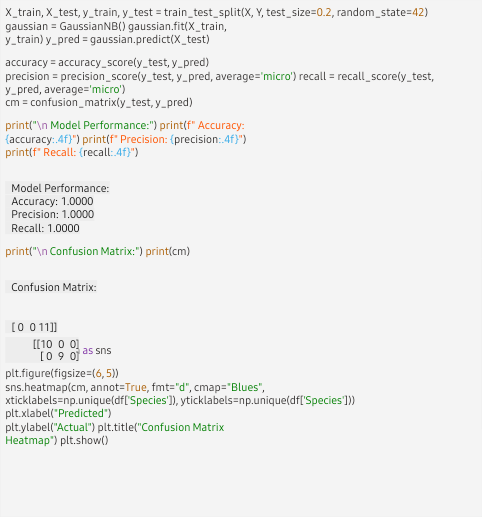 X_train, X_test, y_train, y_test = train_test_split(X, Y, test_size=0.2, random_state=42)
gaussian = GaussianNB() gaussian.fit(X_train,
y_train) y_pred = gaussian.predict(X_test)
accuracy = accuracy_score(y_test, y_pred)
precision = precision_score(y_test, y_pred, average='micro') recall = recall_score(y_test,
y_pred, average='micro')
cm = confusion_matrix(y_test, y_pred)
print("\n Model Performance:") print(f" Accuracy:
{accuracy:.4f}") print(f" Precision: {precision:.4f}")
print(f" Recall: {recall:.4f}")
Model Performance:
Accuracy: 1.0000
Precision: 1.0000
Recall: 1.0000
print("\n Confusion Matrix:") print(cm)
Confusion Matrix:
[ 0 0 11]]
[[10 0 0]
[ 0 9 0] as sns
plt.figure(figsize=(6, 5))
sns.heatmap(cm, annot=True, fmt="d", cmap="Blues",
xticklabels=np.unique(df['Species']), yticklabels=np.unique(df['Species']))
plt.xlabel("Predicted")
plt.ylabel("Actual") plt.title("Confusion Matrix
Heatmap") plt.show()